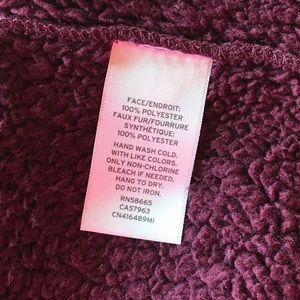 FACE/ENDROIT:
100% POLYESTER
FAUX FUR/FOURRURE
SYNTHÉTIQUE:
100% POLYESTER
HAND WASH COLD.
WITH LIKE COLORS.
ONLY NON-CHLORINE
BLEACH IF NEEDED.
HANG TO DRY.
DO NOT IRON.
RN58665
CA57963
CN416489MI